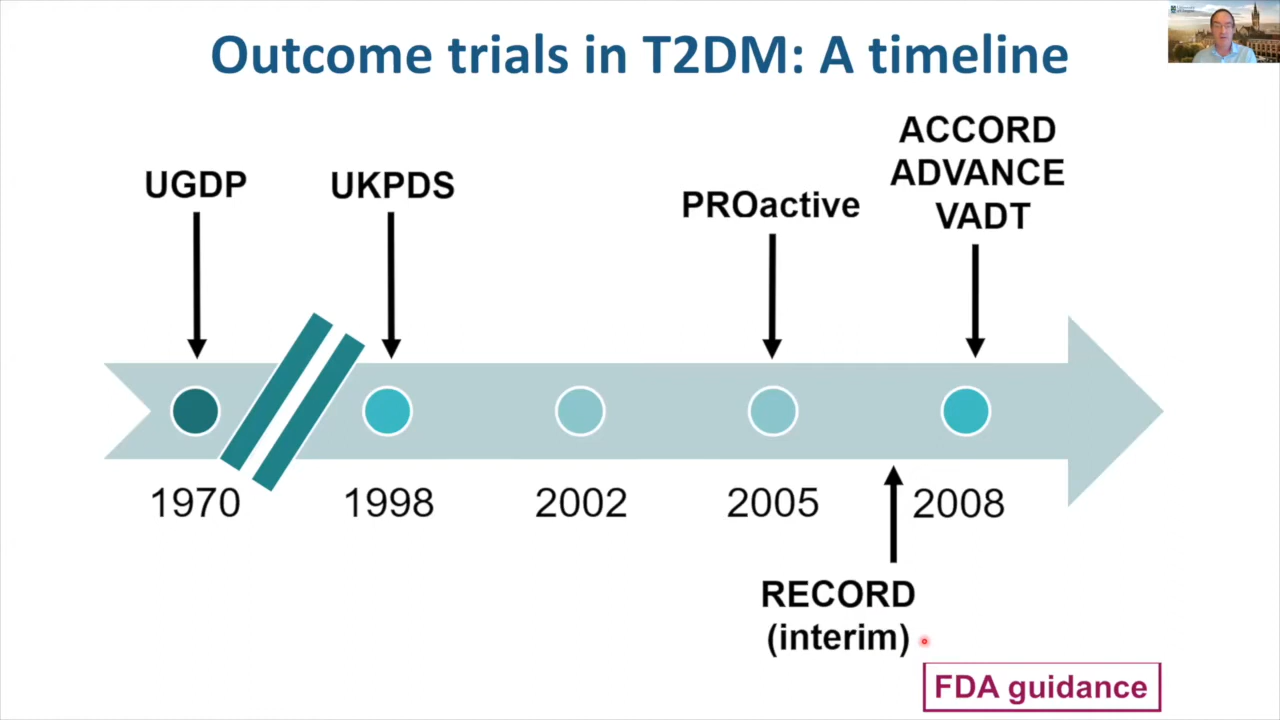 Outcome trials in T2DM: A timeline
UGDP
UKPDS
PROactive
ACCORD
ADVANCE
VADT
1970
1998
2002
2005
2008
RECORD
(interim)
FDA guidance